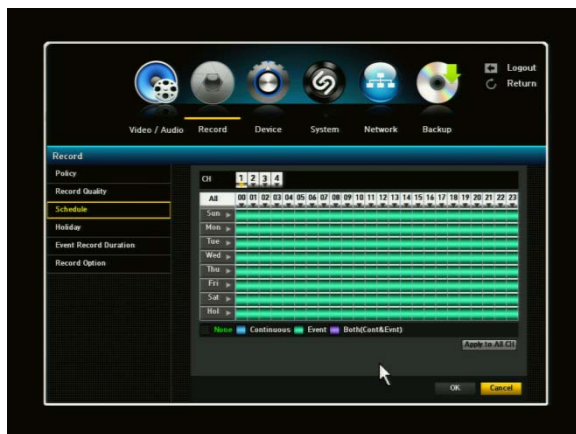 Logout
Return
Video / Audio Record Device System Network Backup
Record
Policy
Record Quality
Schedule
Holiday
Event Record Duration
Record Option
CH 1 2 3 4
All 00 01 02 03 04 05 06 07 08 09 10 11 12 13 14 15 16 17 18 19 20 21 22 23
Sun
Mon
Tue
Wed
Thu
Fri
Sat
Hol
None Continuous Event Both(Cont&Evnt)
Apply to All CH
OK Cancel